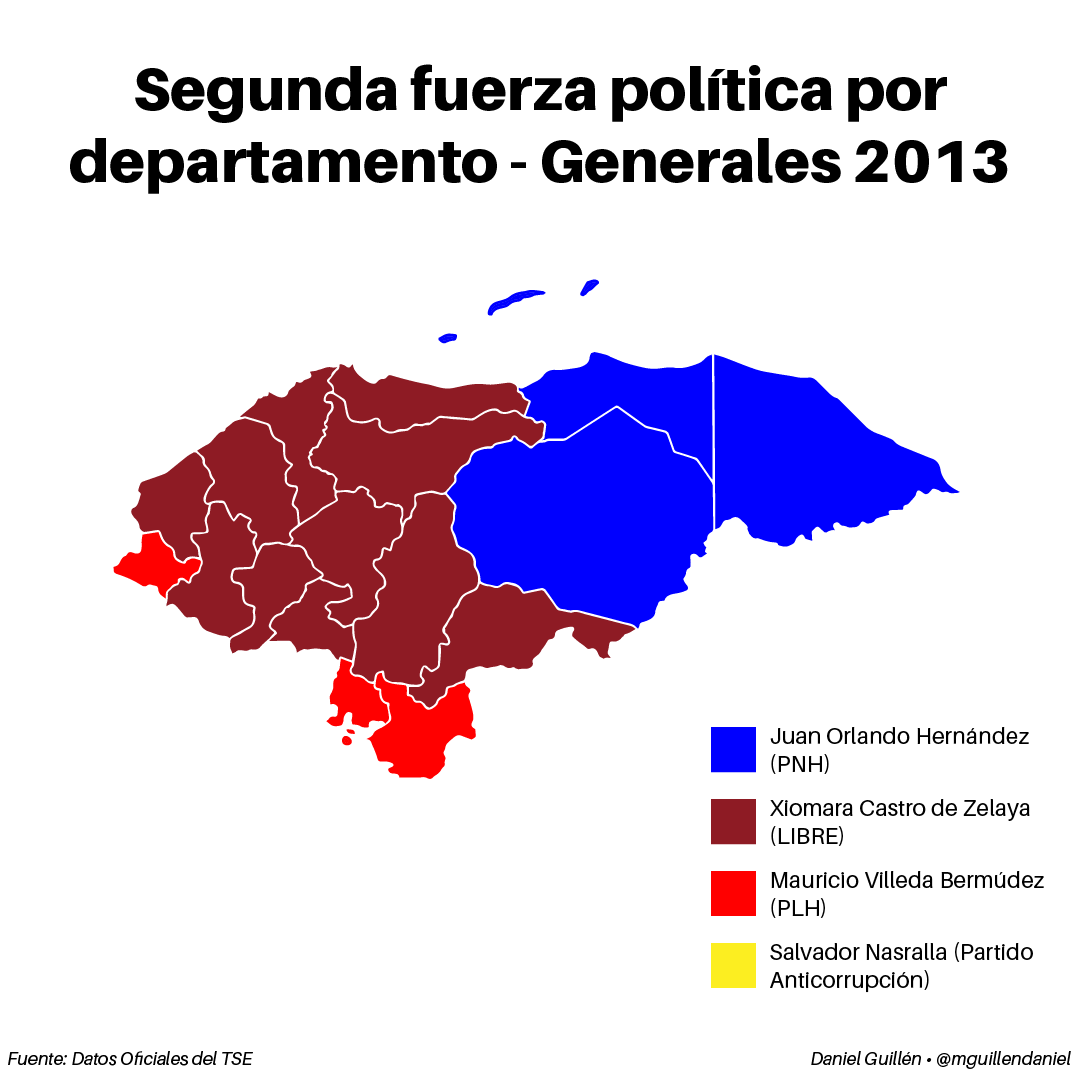 Segunda fuerza política por
departamento - Generales 2013
Juan Orlando Hernández
(PNH)
Xiomara Castro de Zelaya
(LIBRE)
Mauricio Villeda Bermúdez
(PLH)
Salvador Nasralla (Partido
Anticorrupción)
Fuente: Datos Oficiales del TSE
Daniel Guillén • @mguillendaniel